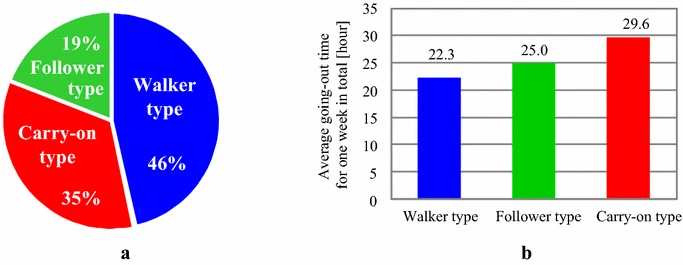 19%
Follower
type
Walker
type
46%
Carry-on
type
35%
a
Average going-out time
for one week in total [hour]
35
30
25
20
15
10
5
0
22.3
25.0
29.6
Walker type
Follower type
Carry-on type
b